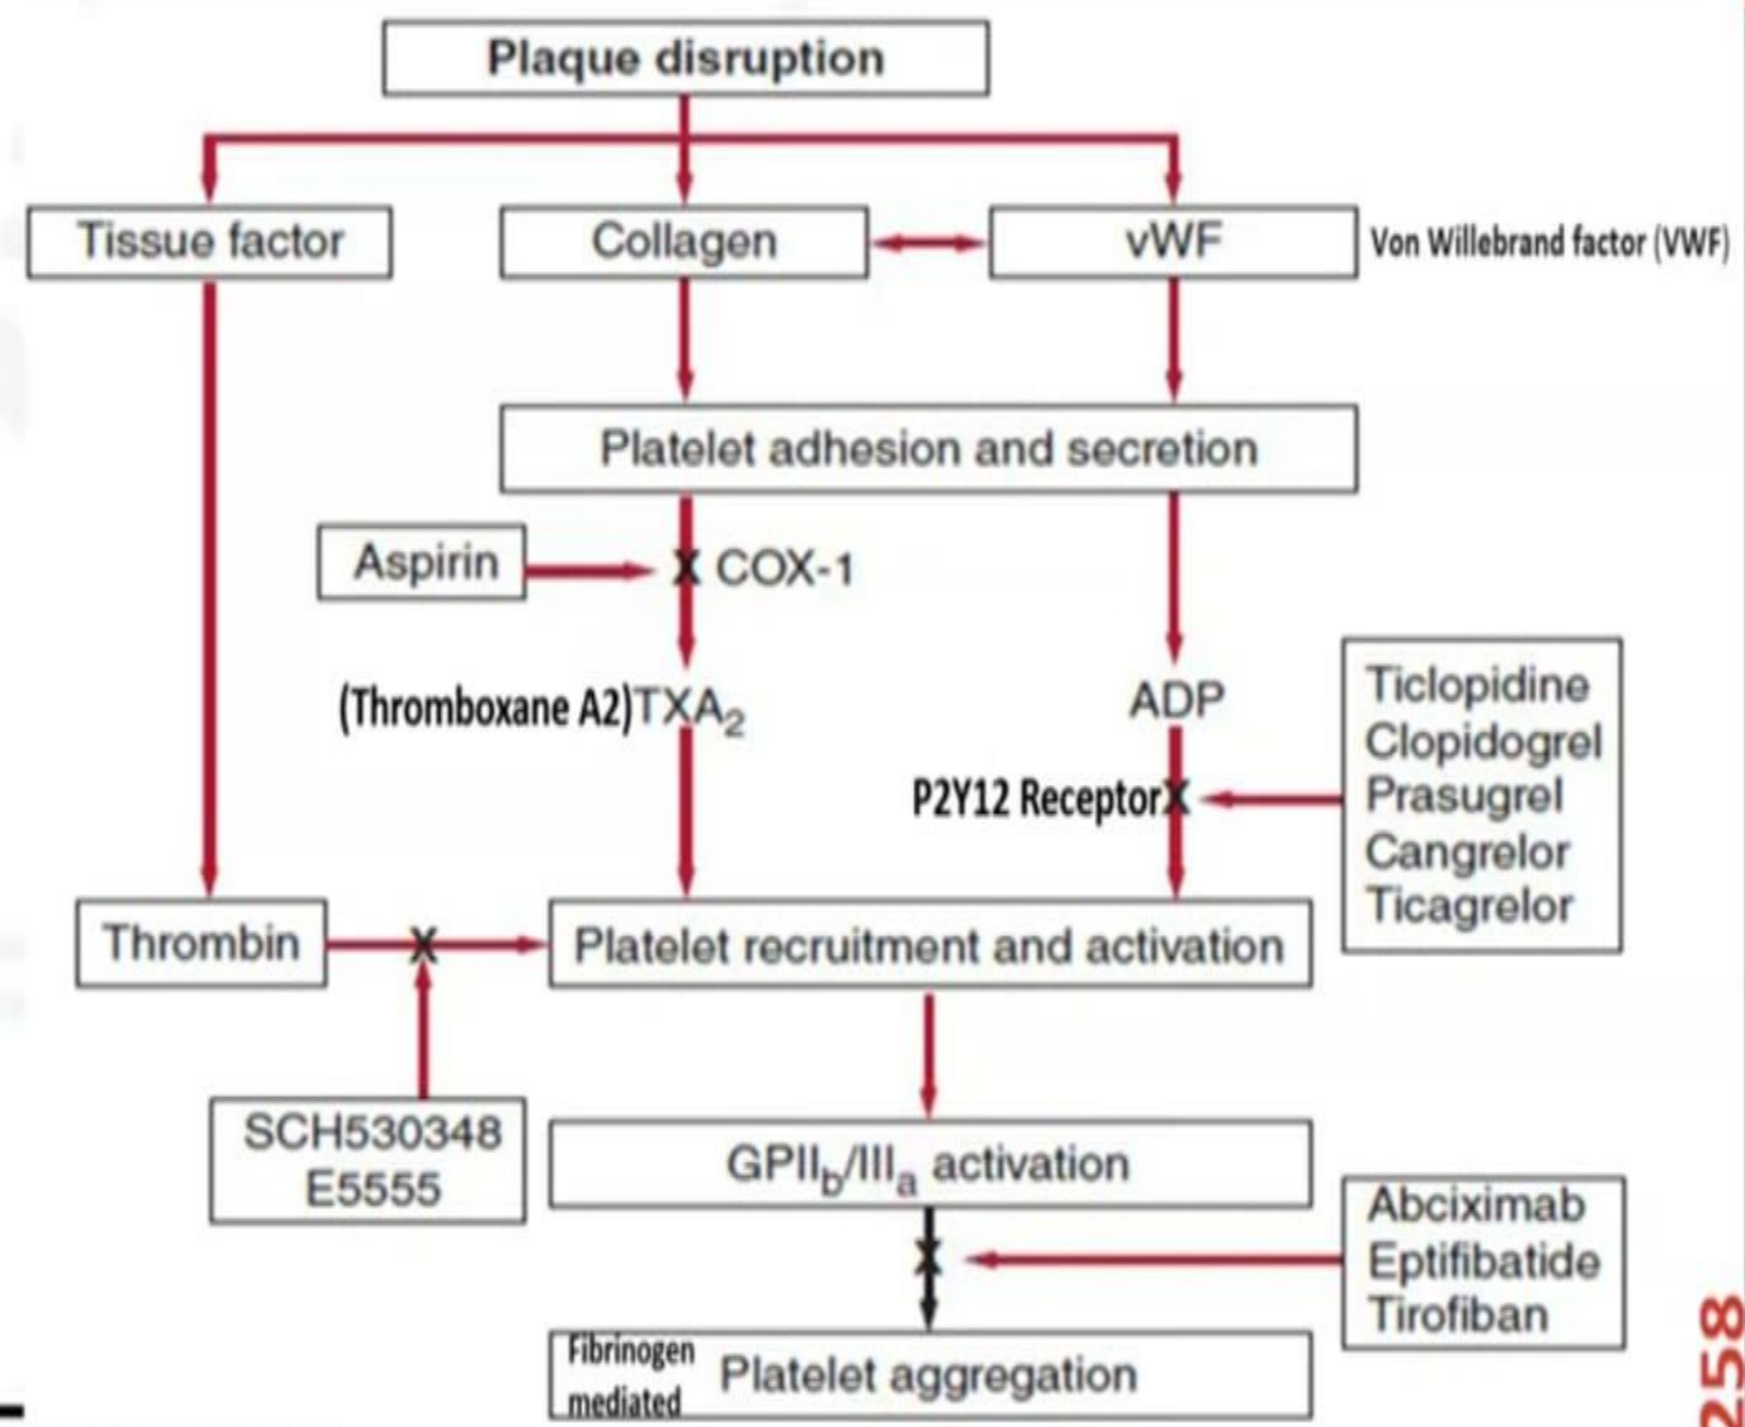 Plaque disruption
Tissue factor
Collagen
vWF
Von Willebrand factor (VWF)
Platelet adhesion and secretion
Aspirin
X COX-1
(Thromboxane A2)TXA2
ADP
P2Y12 Receptor X
Ticlopidine
Clopidogrel
Prasugrel
Cangrelor
Ticagrelor
Thrombin
X
Platelet recruitment and activation
SCH530348
E5555
GPIIb/IIIa activation
X
Abciximab
Eptifibatide
Tirofiban
Fibrinogen
mediated
Platelet aggregation
258